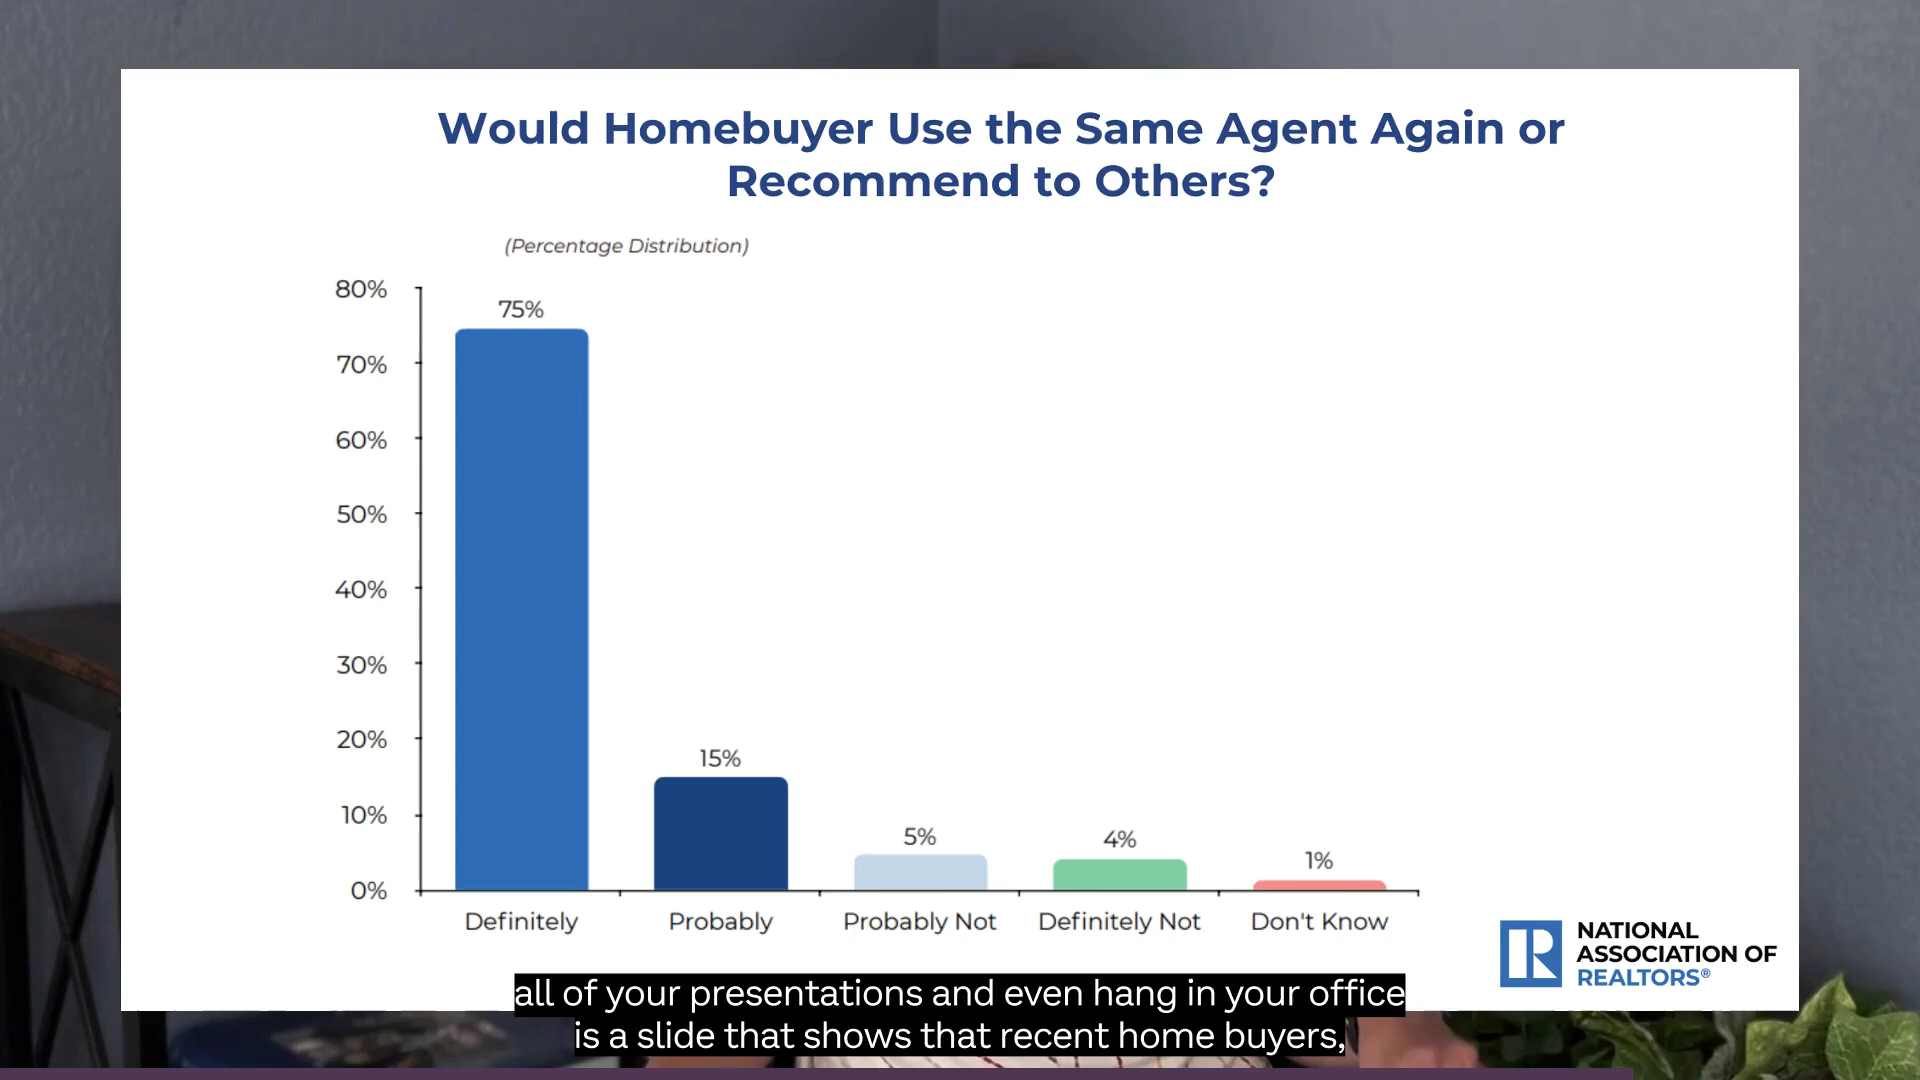 Would Homebuyer Use the Same Agent Again or
Recommend to Others?
(Percentage Distribution)
80%
70%
60%
50%
40%
30%
20%
10%
0%
75%
15%
5%
4%
1%
Definitely
Probably
Probably Not
Definitely Not
Don't Know
NATIONAL
ASSOCIATION OF
REALTORS®
all of your presentations and even hang in your office
is a slide that shows that recent home buyers,